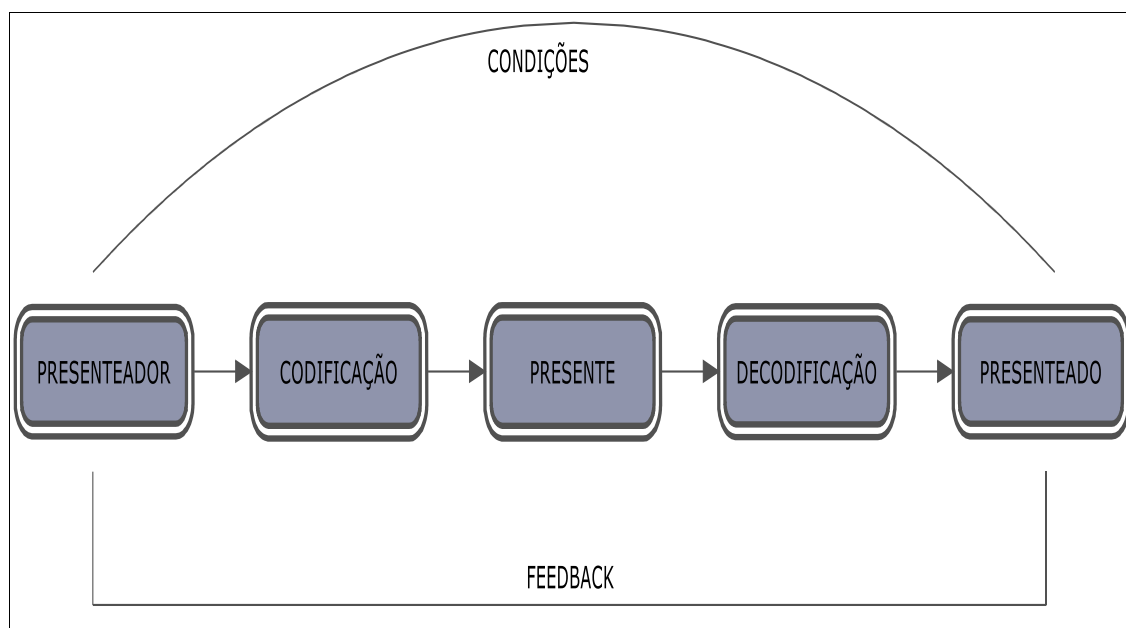 CONDIÇÕES
PRESENTEADOR
CODIFICAÇÃO
PRESENTE
DECODIFICAÇÃO
PRESENTEADO
FEEDBACK